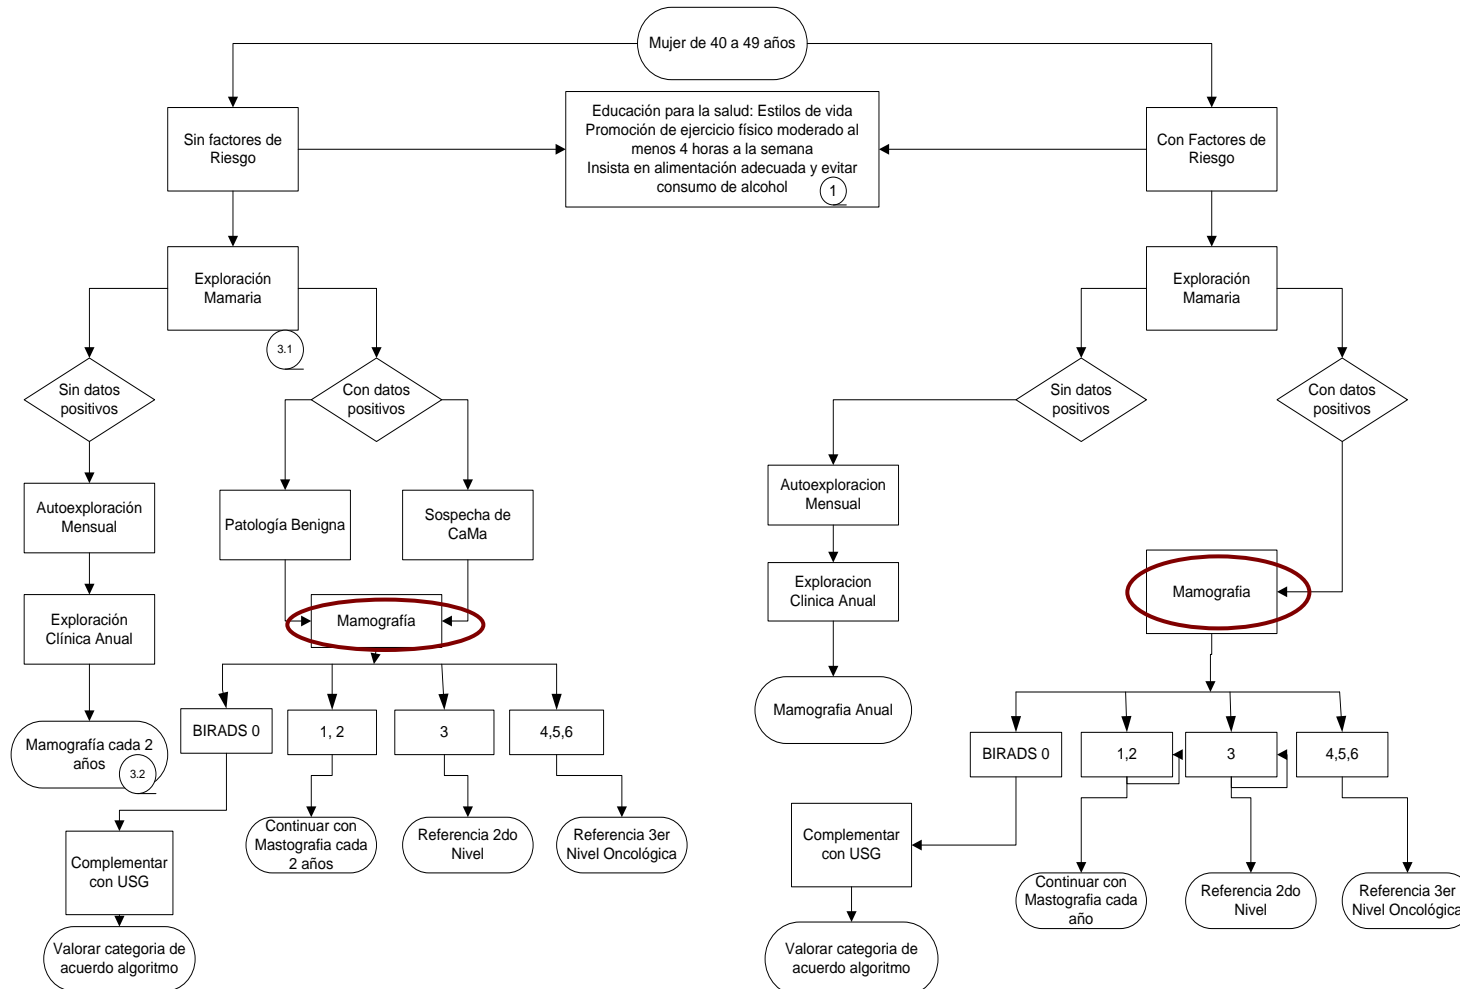 Mujer de 40 a 49 años
Sin factores de
Riesgo
Educación para la salud: Estilos de vida
Promoción de ejercicio físico moderado al
menos 4 horas a la semana
Insista en alimentación adecuada y evitar
consumo de alcohol
1
Con Factores de
Riesgo
Exploración
Mamaria
3.1
Exploración
Mamaria
Sin datos
positivos
Con datos
positivos
Sin datos
positivos
Con datos
positivos
Autoexploración
Mensual
Patología Benigna
Sospecha de
CaMa
Autoexploracion
Mensual
Exploración
Clínica Anual
Mamografía
Exploracion
Clinica Anual
Mamografia
Mamografía cada 2
años
3.2
BIRADS 0
1, 2
3
4,5,6
Mamografia Anual
BIRADS 0
1,2
3
4,5,6
Complementar
con USG
Continuar con
Mastografia cada
2 años
Referencia 2do
Nivel
Referencia 3er
Nivel Oncológica
Complementar
con USG
Continuar con
Mastografia cada
año
Referencia 2do
Nivel
Referencia 3er
Nivel Oncológica
Valorar categoria de
acuerdo algoritmo
Valorar categoria de
acuerdo algoritmo